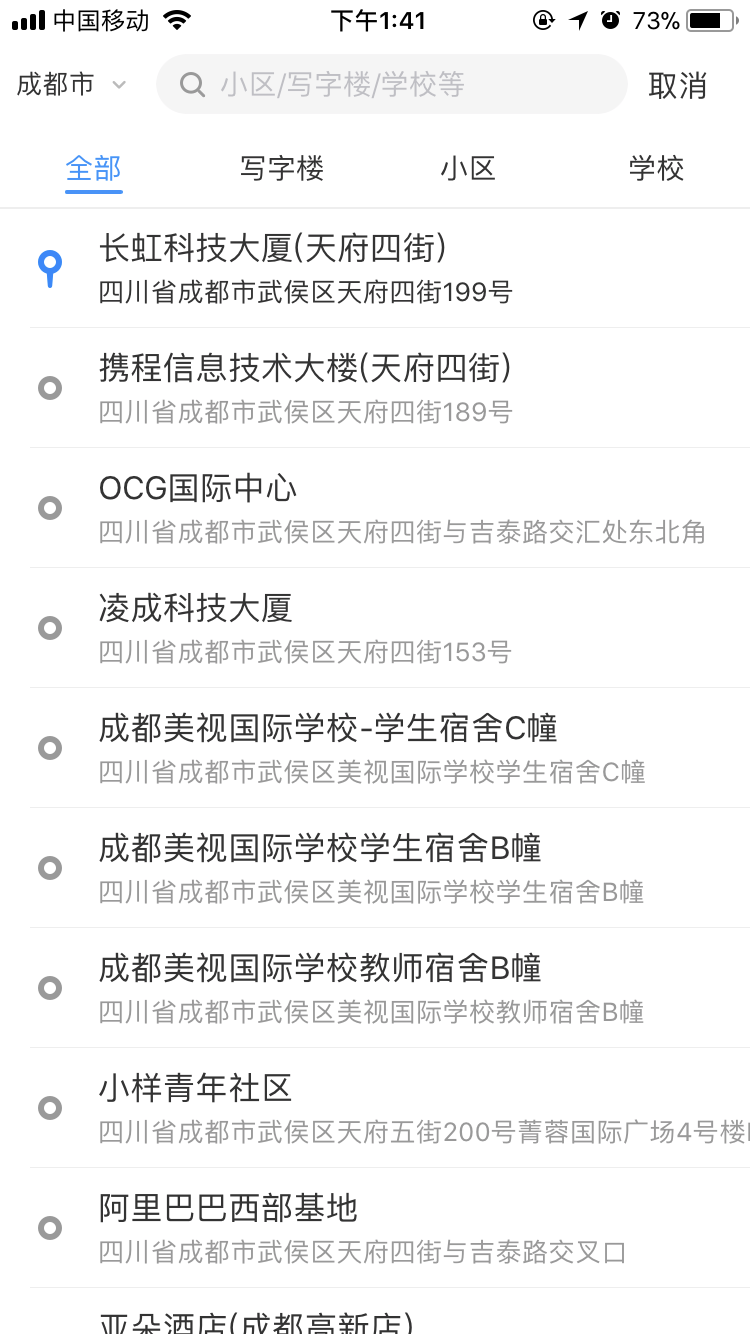 中国移动 下午1:41 73%
成都市 小区/写字楼/学校等 取消
全部 写字楼 小区 学校
长虹科技大厦(天府四街)
四川省成都市武侯区天府四街199号
携程信息技术大楼(天府四街)
四川省成都市武侯区天府四街189号
OCG国际中心
四川省成都市武侯区天府四街与吉泰路交汇处东北角
凌成科技大厦
四川省成都市武侯区天府四街153号
成都美视国际学校-学生宿舍C幢
四川省成都市武侯区美视国际学校学生宿舍C幢
成都美视国际学校学生宿舍B幢
四川省成都市武侯区美视国际学校学生宿舍B幢
成都美视国际学校教师宿舍B幢
四川省成都市武侯区美视国际学校教师宿舍B幢
小样青年社区
四川省成都市武侯区天府五街200号菁蓉国际广场4号楼
阿里巴巴西部基地
四川省成都市武侯区天府四街与吉泰路交叉口
亚朵酒店(成都高新店)